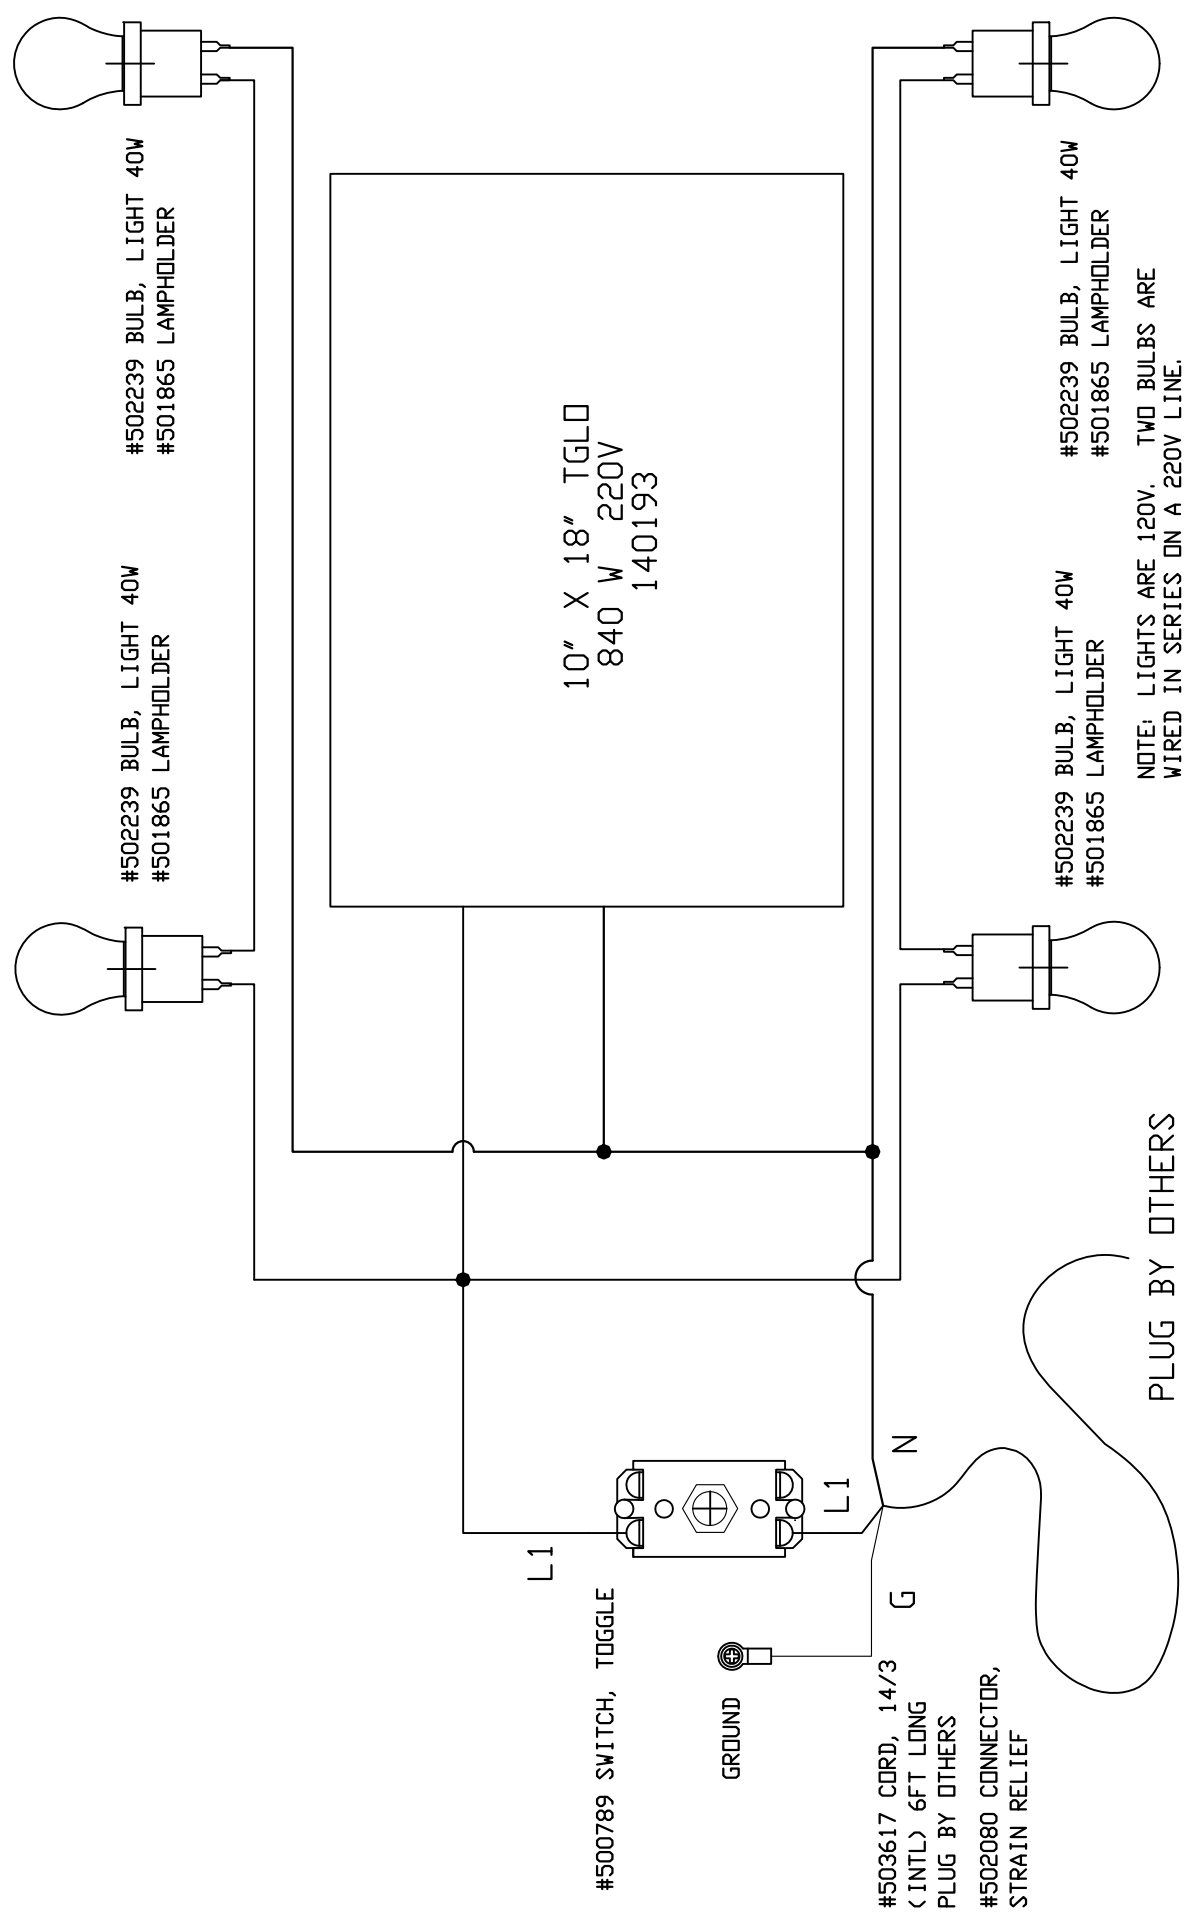 #502239 BULB, LIGHT 40W
#501865 LAMPHOLDER
#502239 BULB, LIGHT 40W
#501865 LAMPHOLDER
10" X 18" TGLO
840 W 220V
140193
L1
#500789 SWITCH, TOGGLE
GROUND
L1
N
G
#503617 CORD, 14/3
(INTL) 6FT LONG
PLUG BY OTHERS
#502080 CONNECTOR,
STRAIN RELIEF
#502239 BULB, LIGHT 40W
#501865 LAMPHOLDER
#502239 BULB, LIGHT 40W
#501865 LAMPHOLDER
NOTE: LIGHTS ARE 120V. TWO BULBS ARE
WIRED IN SERIES ON A 220V LINE.
PLUG BY OTHERS